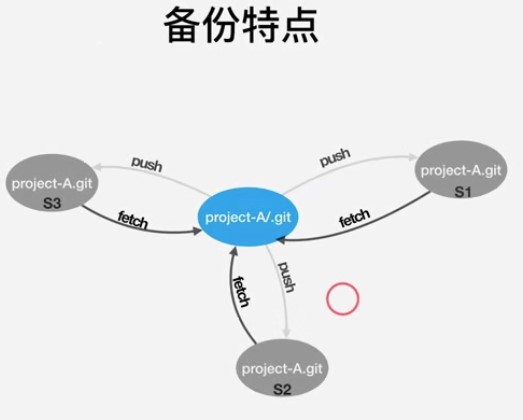 备份特点
push
push
project-A.git
S1
project-A.git
S3
project-A/.git
fetch
fetch
push
fetch
project-A.git
S2